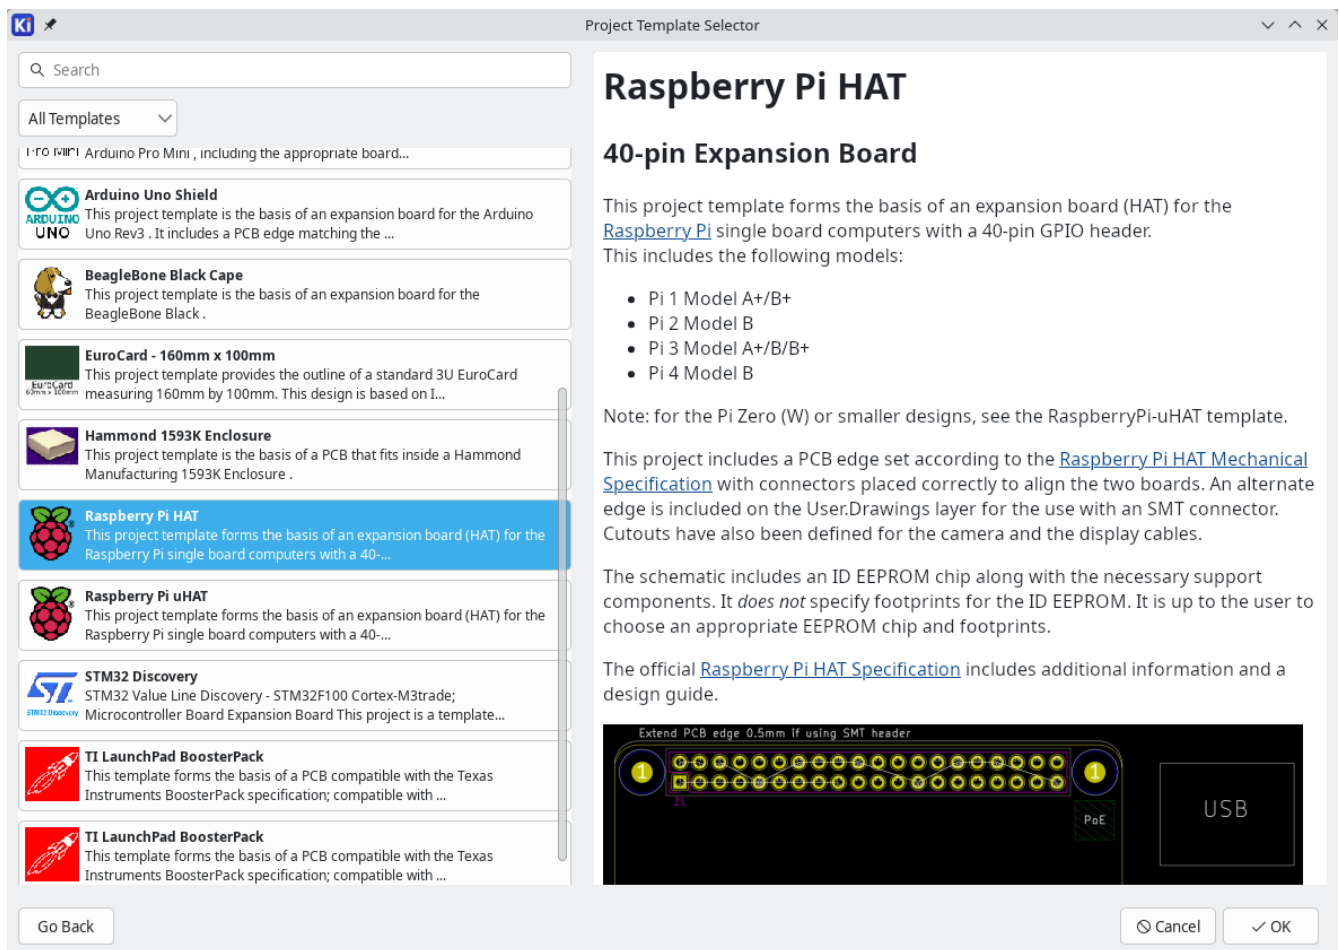 Project Template Selector
Search
All Templates
Pro Mini Arduino Pro Mini , including the appropriate board...
Arduino Uno Shield
This project template is the basis of an expansion board for the Arduino
Uno Rev3 . It includes a PCB edge matching the ...
ARDUINO
UNO
BeagleBone Black Cape
This project template is the basis of an expansion board for the
BeagleBone Black .
EuroCard - 160mm x 100mm
This project template provides the outline of a standard 3U EuroCard
measuring 160mm by 100mm. This design is based on I...
EuroCard
Hammond 1593K Enclosure
This project template is the basis of a PCB that fits inside a Hammond
Manufacturing 1593K Enclosure .
Raspberry Pi HAT
This project template forms the basis of an expansion board (HAT) for the
Raspberry Pi single board computers with a 40-...
Raspberry Pi uHAT
This project template forms the basis of an expansion board (HAT) for the
Raspberry Pi single board computers with a 40-...
STM32 Discovery
STM32 Value Line Discovery - STM32F100 Cortex-M3trade;
Microcontroller Board Expansion Board This project is a template...
STM32 Discovery
TI LaunchPad BoosterPack
This template forms the basis of a PCB compatible with the Texas
Instruments BoosterPack specification; compatible with ...
TI LaunchPad BoosterPack
This template forms the basis of a PCB compatible with the Texas
Instruments BoosterPack specification; compatible with ...
Raspberry Pi HAT
40-pin Expansion Board
This project template forms the basis of an expansion board (HAT) for the
Raspberry Pi single board computers with a 40-pin GPIO header.
This includes the following models:
• Pi 1 Model A+/B+
• Pi 2 Model B
• Pi 3 Model A+/B/B+
• Pi 4 Model B
Note: for the Pi Zero (W) or smaller designs, see the RaspberryPi-uHAT template.
This project includes a PCB edge set according to the Raspberry Pi HAT Mechanical
Specification with connectors placed correctly to align the two boards. An alternate
edge is included on the User.Drawings layer for the use with an SMT connector.
Cutouts have also been defined for the camera and the display cables.
The schematic includes an ID EEPROM chip along with the necessary support
components. It does not specify footprints for the ID EEPROM. It is up to the user to
choose an appropriate EEPROM chip and footprints.
The official Raspberry Pi HAT Specification includes additional information and a
design guide.
Extend PCB edge 0.5mm if using SMT header
1
1
J1
PoE
USB
Go Back
Cancel
OK